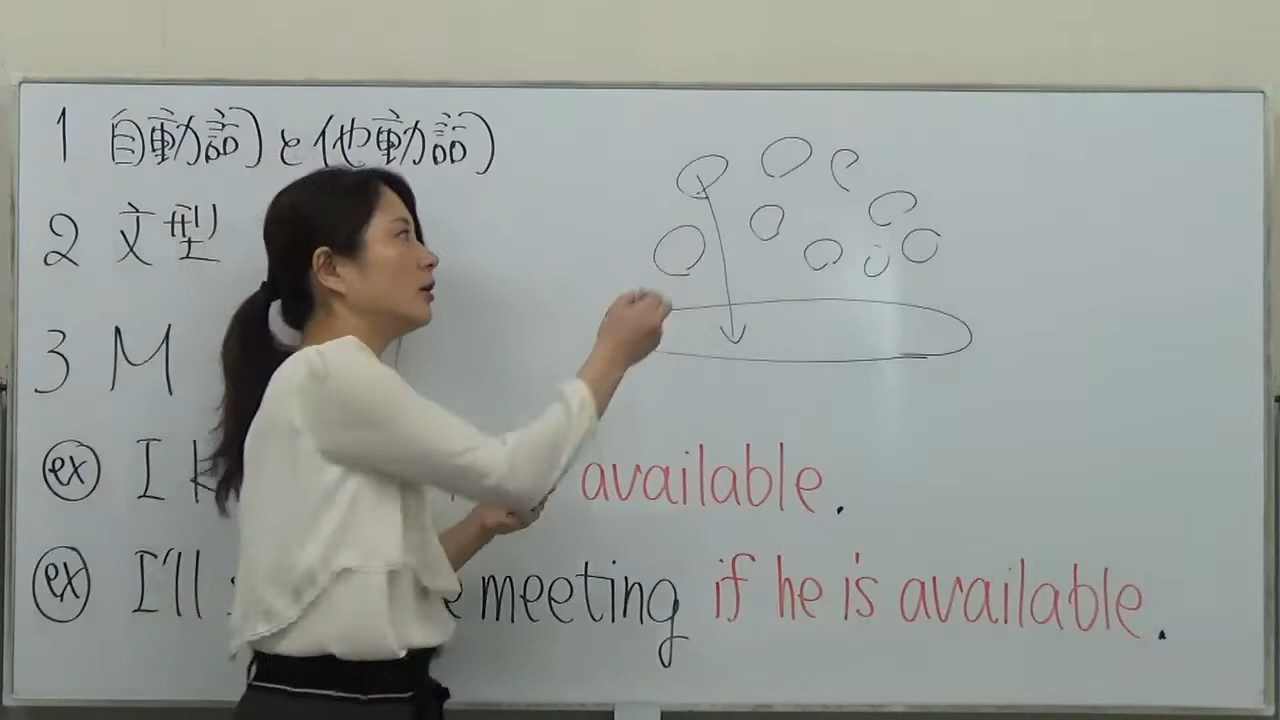 1 自動詞と他動詞
2 文型
3 M
ex I available.
ex I'll meeting if he is available.